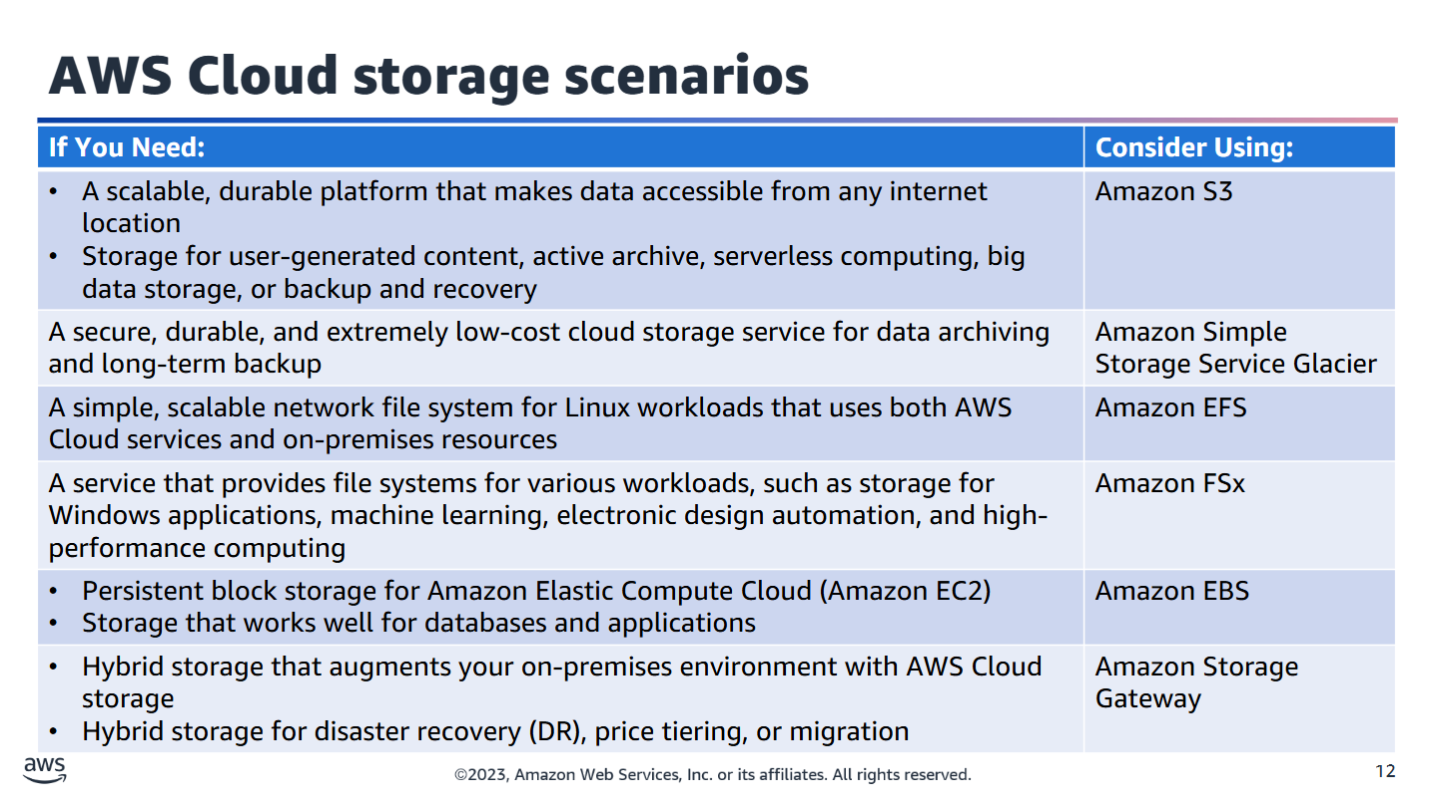 AWS Cloud storage scenarios
If You Need:
Consider Using:
• A scalable, durable platform that makes data accessible from any internet
location
• Storage for user-generated content, active archive, serverless computing, big
data storage, or backup and recovery
Amazon S3
A secure, durable, and extremely low-cost cloud storage service for data archiving
and long-term backup
Amazon Simple
Storage Service Glacier
A simple, scalable network file system for Linux workloads that uses both AWS
Cloud services and on-premises resources
Amazon EFS
A service that provides file systems for various workloads, such as storage for
Windows applications, machine learning, electronic design automation, and high-
performance computing
Amazon FSx
• Persistent block storage for Amazon Elastic Compute Cloud (Amazon EC2)
• Storage that works well for databases and applications
Amazon EBS
• Hybrid storage that augments your on-premises environment with AWS Cloud
storage
• Hybrid storage for disaster recovery (DR), price tiering, or migration
Amazon Storage
Gateway
aws
©2023, Amazon Web Services, Inc. or its affiliates. All rights reserved.
12